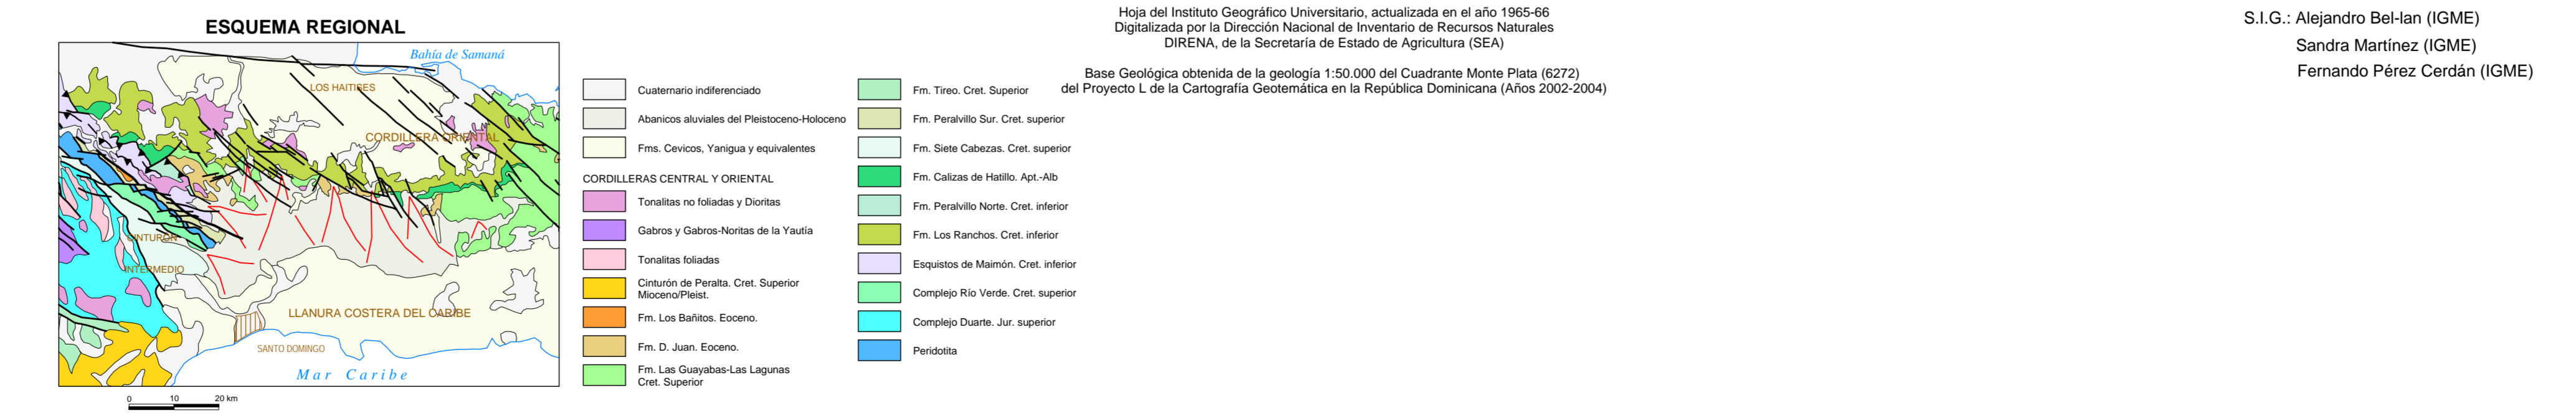 ESQUEMA REGIONAL
Bahía de Samaná
LOS HAITISES
CORDILLERA ORIENTAL
CINTURÓN
INTERMEDIO
LLANURA COSTERA DEL CARIBE
SANTO DOMINGO
Mar Caribe
0 10 20 km
Cuaternario indiferenciado
Abanicos aluviales del Pleistoceno-Holoceno
Fms. Cevicos, Yanigua y equivalentes
CORDILLERAS CENTRAL Y ORIENTAL
Tonalitas no foliadas y Dioritas
Gabros y Gabros-Noritas de la Yautía
Tonalitas foliadas
Cinturón de Peralta. Cret. Superior
Mioceno/Pleist.
Fm. Los Bañitos. Eoceno.
Fm. D. Juan. Eoceno.
Fm. Las Guayabas-Las Lagunas
Cret. Superior
Fm. Tireo. Cret. Superior
Fm. Peralvillo Sur. Cret. superior
Fm. Siete Cabezas. Cret. superior
Fm. Calizas de Hatillo. Apt.-Alb
Fm. Peralvillo Norte. Cret. inferior
Fm. Los Ranchos. Cret. inferior
Esquistos de Maimón. Cret. inferior
Complejo Río Verde. Cret. superior
Complejo Duarte. Jur. superior
Peridotita
Hoja del Instituto Geográfico Universitario, actualizada en el año 1965-66
Digitalizada por la Dirección Nacional de Inventario de Recursos Naturales
DIRENA, de la Secretaría de Estado de Agricultura (SEA)
Base Geológica obtenida de la geología 1:50.000 del Cuadrante Monte Plata (6272)
del Proyecto L de la Cartografía Geotemática en la República Dominicana (Años 2002-2004)
S.I.G.: Alejandro Bel-lan (IGME)
Sandra Martínez (IGME)
Fernando Pérez Cerdán (IGME)